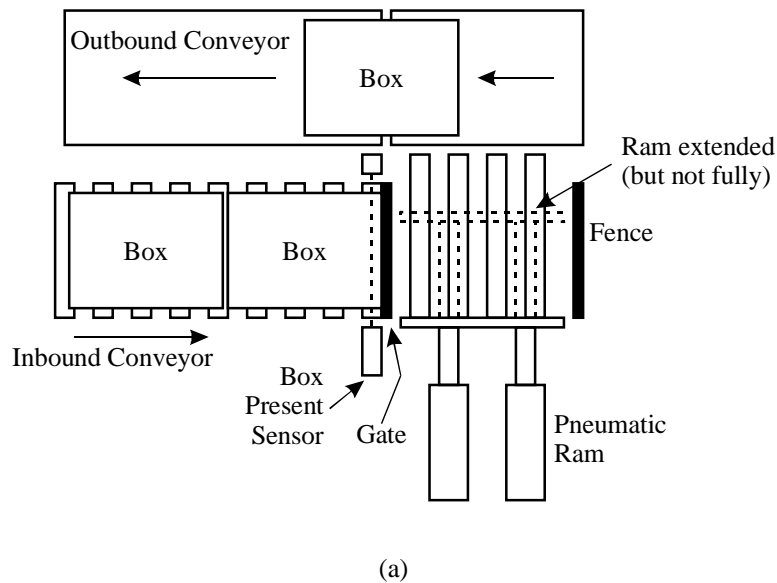 Outbound Conveyor
Box
Ram extended
(but not fully)
Fence
Box
Box
Inbound Conveyor
Box
Present
Sensor
Gate
Pneumatic
Ram
(a)